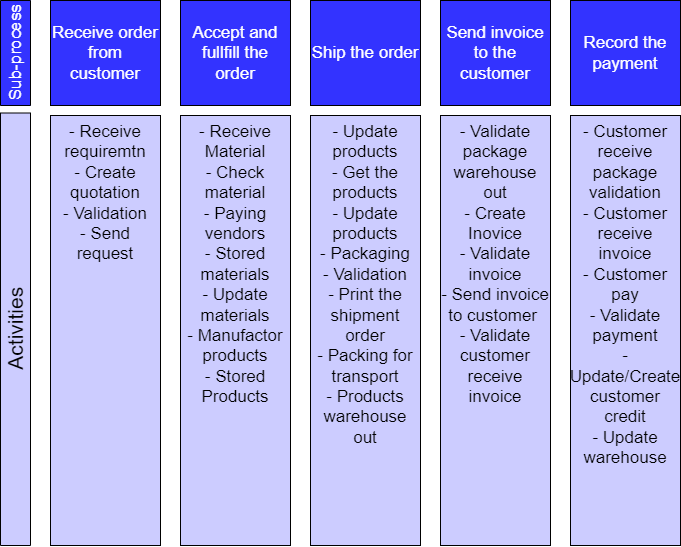 Sub-process
Receive order
from
customer
Accept and
fullfill the
order
Ship the order
Send invoice
to the
customer
Record the
payment
Activities
- Receive
requiremtn
- Create
quotation
- Validation
- Send
request
- Receive
Material
- Check
material
- Paying
vendors
- Stored
materials
- Update
materials
- Manufactor
products
- Stored
Products
- Update
products
- Get the
products
- Update
products
- Packaging
- Validation
- Print the
shipment
order
- Packing for
transport
- Products
warehouse
out
- Validate
package
warehouse
out
- Create
Inovice
- Validate
invoice
- Send invoice
to customer
- Validate
customer
receive
invoice
- Customer
receive
package
validation
- Customer
receive
invoice
- Customer
pay
- Validate
payment
-
Update/Create
customer
credit
- Update
warehouse